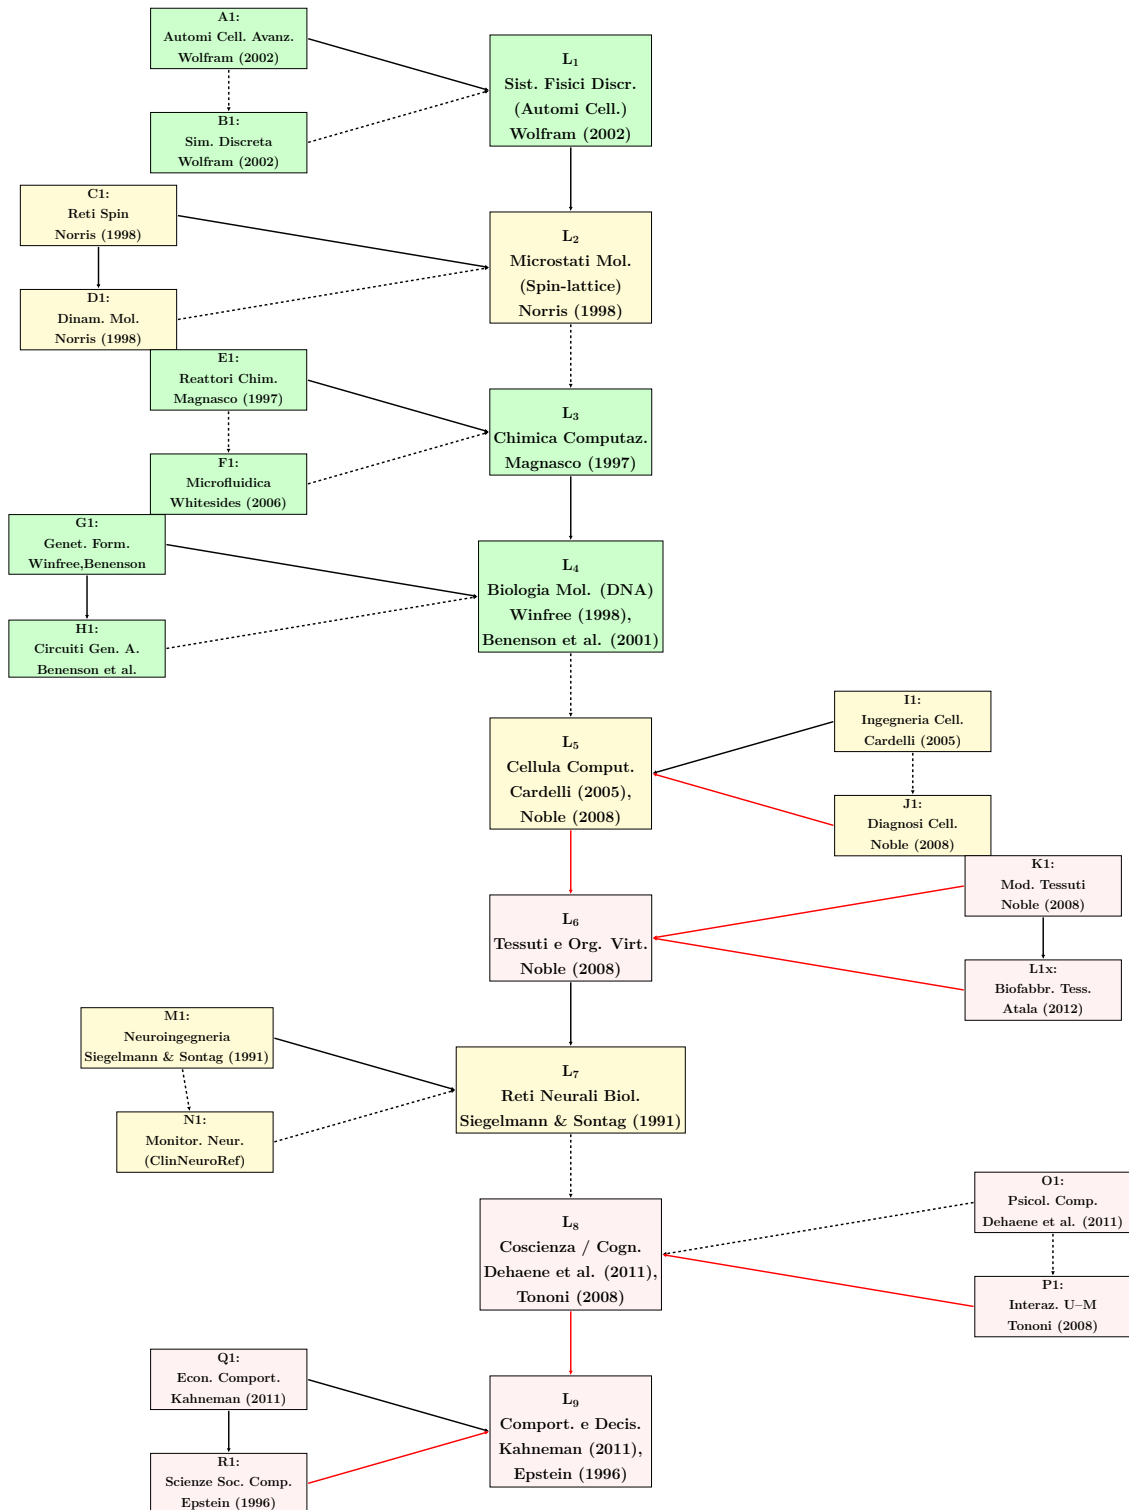 A1:
Automi Cell. Avanz.
Wolfram (2002)
L1
Sist. Fisici Discr.
(Automi Cell.)
Wolfram (2002)
B1:
Sim. Discreta
Wolfram (2002)
C1:
Reti Spin
Norris (1998)
L2
Microstati Mol.
(Spin-lattice)
Norris (1998)
D1:
Dinam. Mol.
Norris (1998)
E1:
Reattori Chim.
Magnasco (1997)
L3
Chimica Computaz.
Magnasco (1997)
F1:
Microfluidica
Whitesides (2006)
G1:
Genet. Form.
Winfree,Benenson
L4
Biologia Mol. (DNA)
Winfree (1998),
Benenson et al. (2001)
H1:
Circuiti Gen. A.
Benenson et al.
I1:
Ingegneria Cell.
Cardelli (2005)
L5
Cellula Comput.
Cardelli (2005),
Noble (2008)
J1:
Diagnosi Cell.
Noble (2008)
K1:
Mod. Tessuti
Noble (2008)
L6
Tessuti e Org. Virt.
Noble (2008)
L1x:
Biofabbr. Tess.
Atala (2012)
M1:
Neuroingegneria
Siegelmann & Sontag (1991)
L7
Reti Neurali Biol.
Siegelmann & Sontag (1991)
N1:
Monitor. Neur.
(ClinNeuroRef)
O1:
Psicol. Comp.
Dehaene et al. (2011)
L8
Coscienza / Cogn.
Dehaene et al. (2011),
Tononi (2008)
P1:
Interaz. U–M
Tononi (2008)
Q1:
Econ. Comport.
Kahneman (2011)
L9
Comport. e Decis.
Kahneman (2011),
Epstein (1996)
R1:
Scienze Soc. Comp.
Epstein (1996)